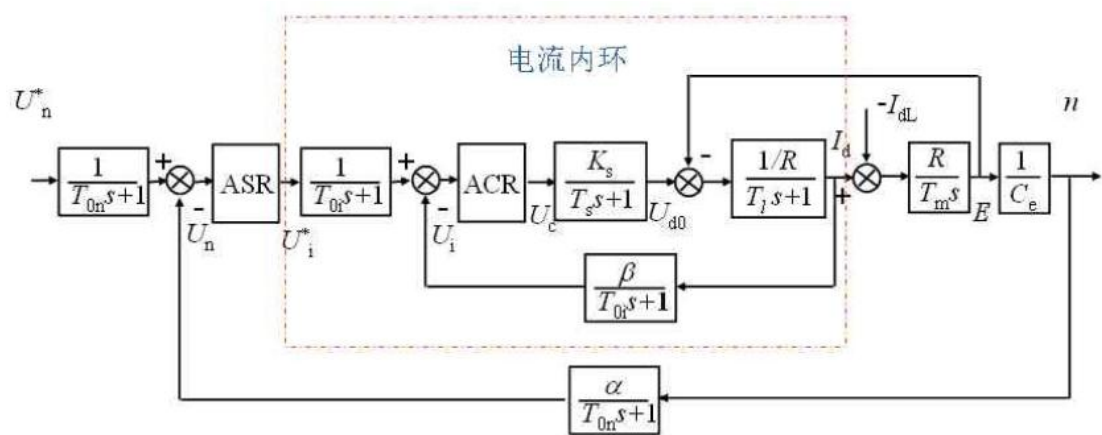 电流内环
U*n
-IdL
n
1/(T0ns+1)
+
-
Un
ASR
U*i
1/(T0is+1)
+
-
Ui
ACR
Uc
Ks/(Tss+1)
Ud0
-
(1/R)/(Tls+1)
Id
+
R/(Tms)
E
1/Ce
β/(T0is+1)
α/(T0ns+1)